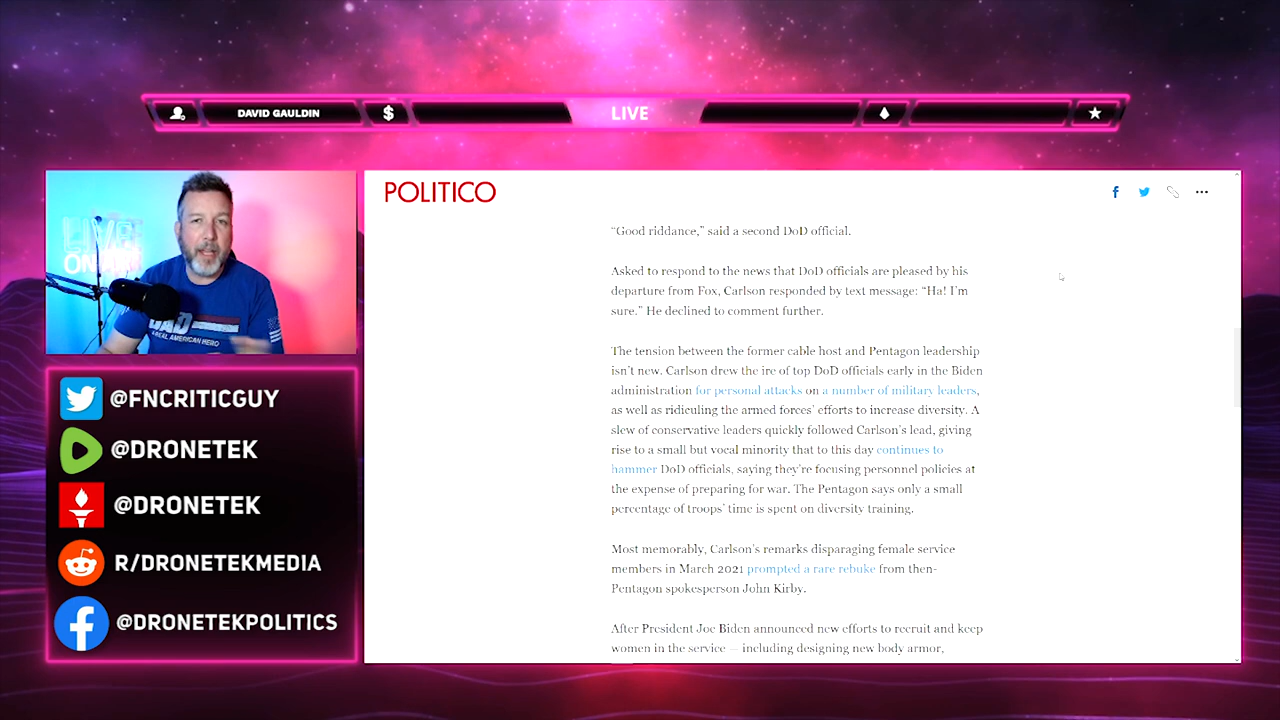 DAVID GAULDIN
$
LIVE
LIVE
ON AIR
DAD
A REAL AMERICAN HERO
@FNCRITICGUY
@DRONETEK
@DRONETEK
R/DRONETEKMEDIA
@DRONETEKPOLITICS
POLITICO
“Good riddance,” said a second DoD official.
Asked to respond to the news that DoD officials are pleased by his
departure from Fox, Carlson responded by text message: “Ha! I’m
sure.” He declined to comment further.
The tension between the former cable host and Pentagon leadership
isn’t new. Carlson drew the ire of top DoD officials early in the Biden
administration for personal attacks on a number of military leaders,
as well as ridiculing the armed forces’ efforts to increase diversity. A
slew of conservative leaders quickly followed Carlson’s lead, giving
rise to a small but vocal minority that to this day continues to
hammer DoD officials, saying they’re focusing personnel policies at
the expense of preparing for war. The Pentagon says only a small
percentage of troops’ time is spent on diversity training.
Most memorably, Carlson’s remarks disparaging female service
members in March 2021 prompted a rare rebuke from then-
Pentagon spokesperson John Kirby.
After President Joe Biden announced new efforts to recruit and keep
women in the service — including designing new body armor,